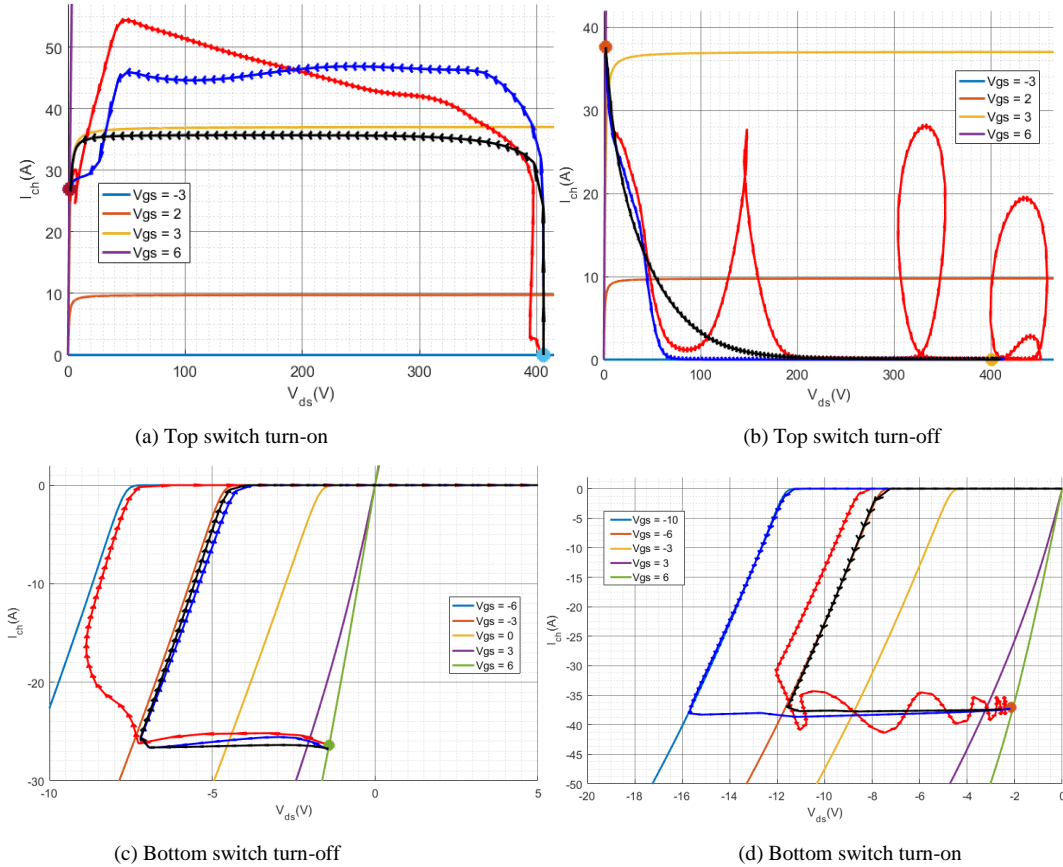 50
40
30
20
10
0
I_ch(A)
Vgs = -3
Vgs = 2
Vgs = 3
Vgs = 6
0
100
200
300
400
V_ds(V)
(a) Top switch turn-on
40
30
20
10
0
I_ch(A)
Vgs = -3
Vgs = 2
Vgs = 3
Vgs = 6
0
100
200
300
400
V_ds(V)
(b) Top switch turn-off
0
-10
-20
-30
I_ch(A)
Vgs = -6
Vgs = -3
Vgs = 0
Vgs = 3
Vgs = 6
-10
-5
0
5
V_ds(V)
(c) Bottom switch turn-off
0
-5
-10
-15
-20
-25
-30
-35
-40
-45
-50
I_ch(A)
Vgs = -10
Vgs = -6
Vgs = -3
Vgs = 3
Vgs = 6
-20
-18
-16
-14
-12
-10
-8
-6
-4
-2
0
V_ds(V)
(d) Bottom switch turn-on